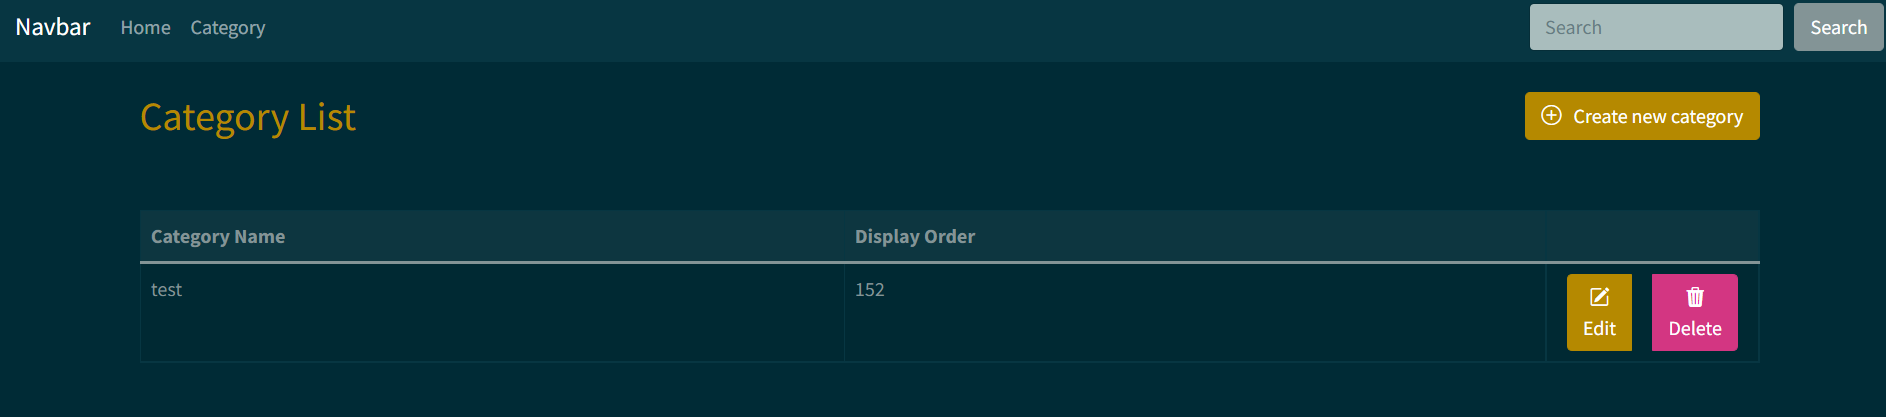 Navbar Home Category Search Search
Category List Create new category
Category Name Display Order
test 152 Edit Delete